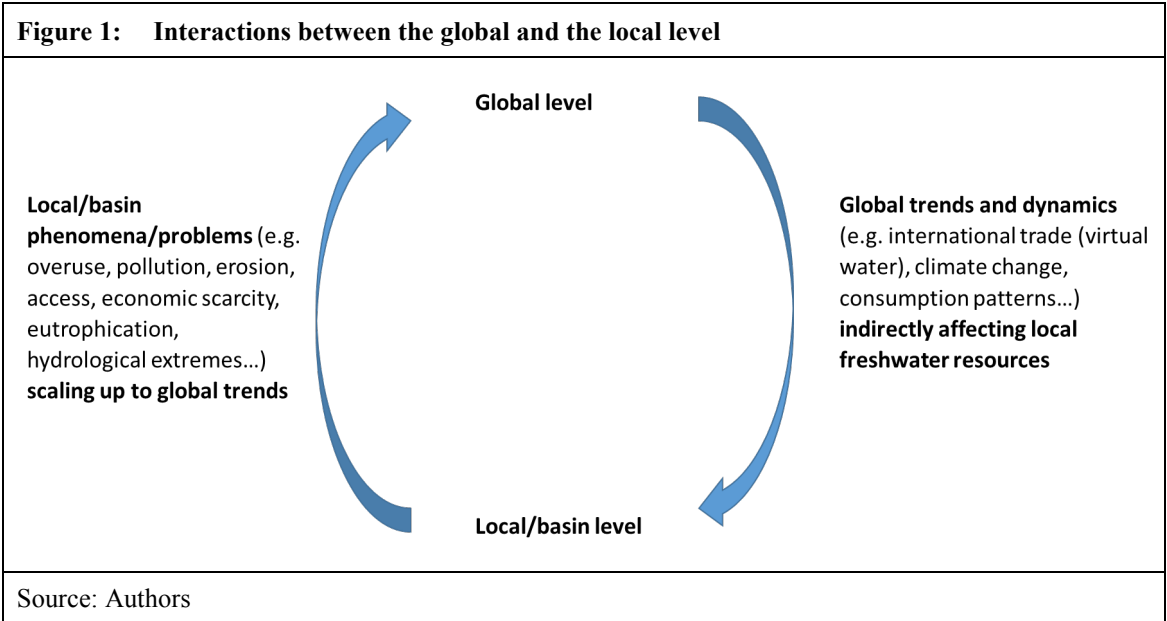 Figure 1: Interactions between the global and the local level
Global level
Local/basin
phenomena/problems (e.g.
overuse, pollution, erosion,
access, economic scarcity,
eutrophication,
hydrological extremes…)
scaling up to global trends
Global trends and dynamics
(e.g. international trade (virtual
water), climate change,
consumption patterns…)
indirectly affecting local
freshwater resources
Local/basin level
Source: Authors